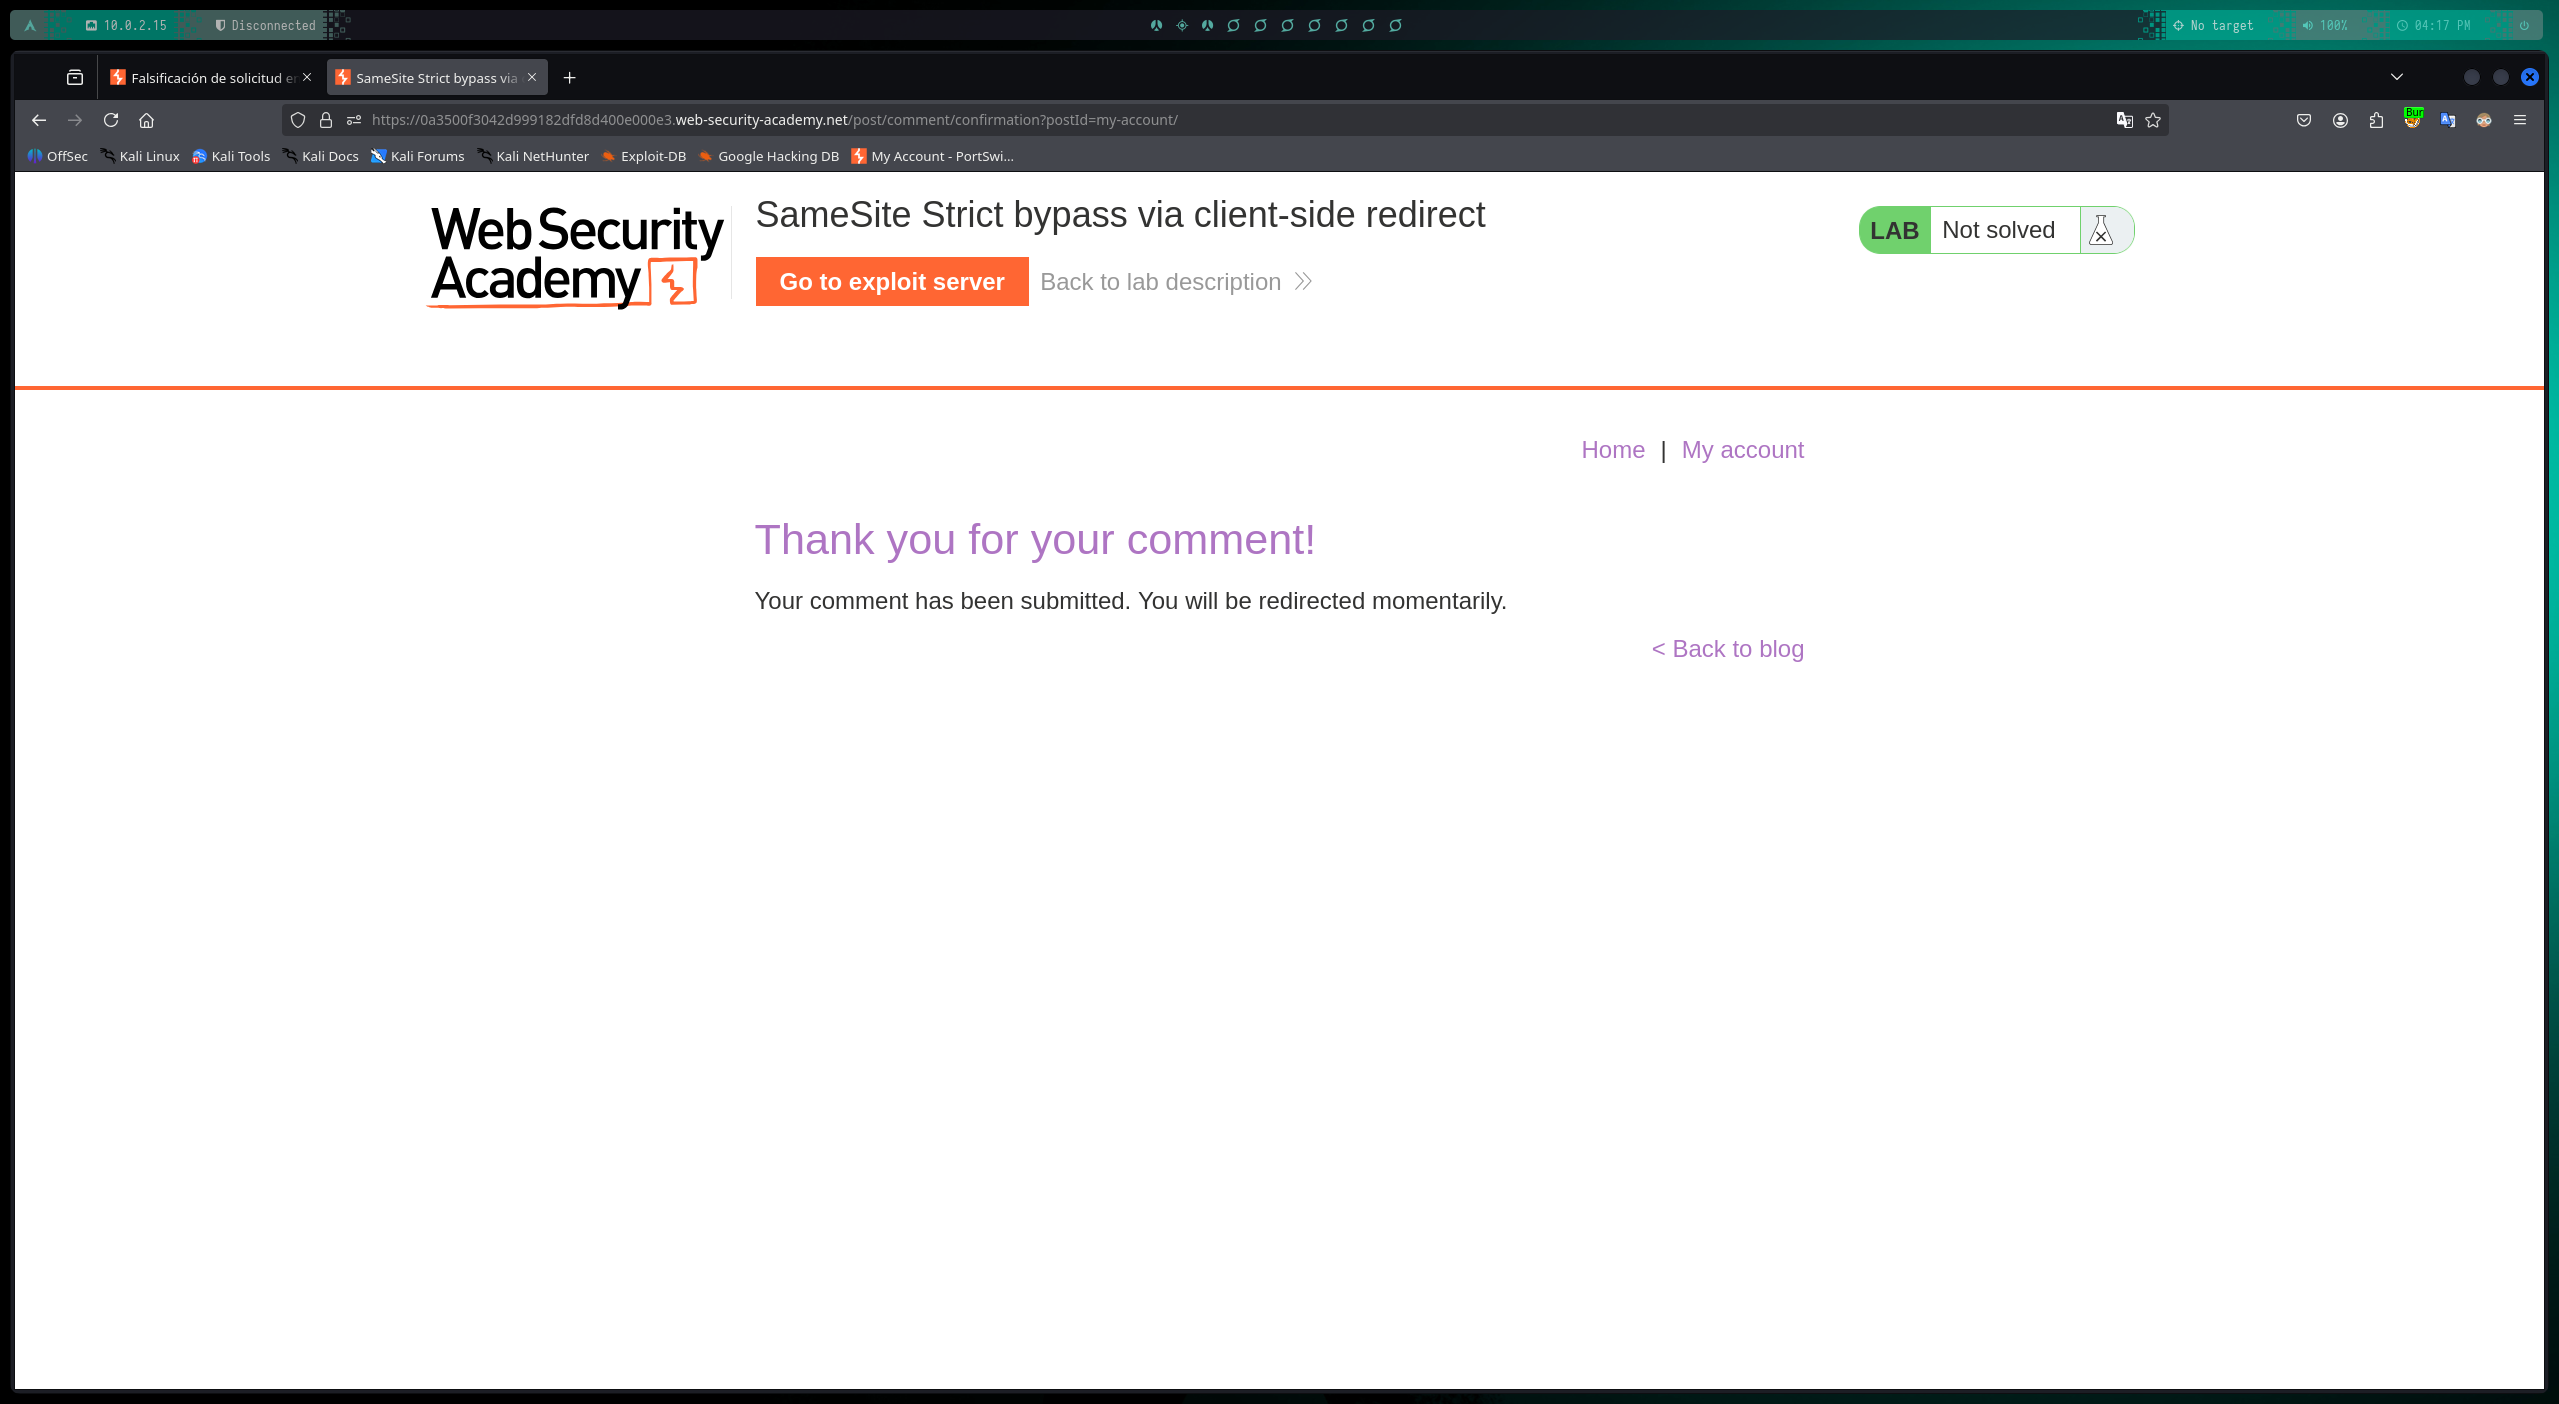 10.0.2.15 Disconnected No target 100% 04:17 PM
Falsificación de solicitud en SameSite Strict bypass via
https://0a3500f3042d999182dfd8d400e000e3.web-security-academy.net/post/comment/confirmation?postId=my-account/ Bur
OffSec Kali Linux Kali Tools Kali Docs Kali Forums Kali NetHunter Exploit-DB Google Hacking DB My Account - PortSwi...
Web Security
Academy
SameSite Strict bypass via client-side redirect
Go to exploit server Back to lab description
LAB Not solved
Home | My account
Thank you for your comment!
Your comment has been submitted. You will be redirected momentarily.
< Back to blog